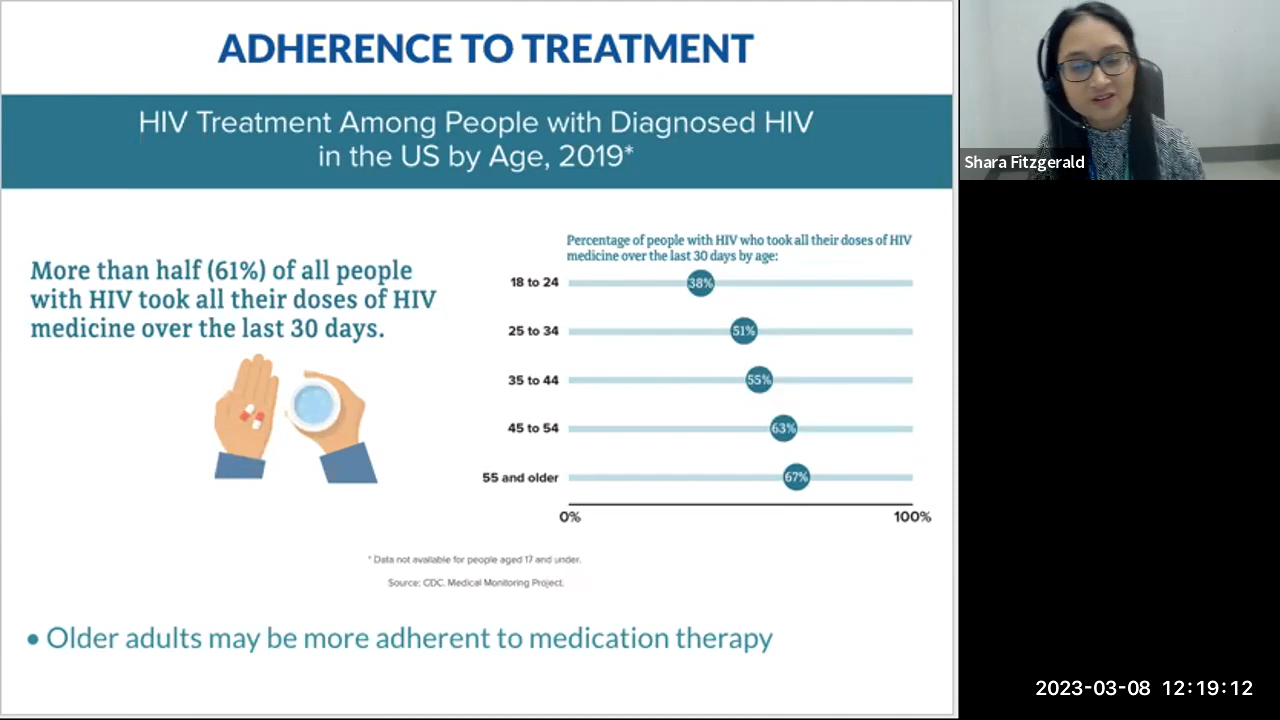 ADHERENCE TO TREATMENT
HIV Treatment Among People with Diagnosed HIV
in the US by Age, 2019*
More than half (61%) of all people
with HIV took all their doses of HIV
medicine over the last 30 days.
Percentage of people with HIV who took all their doses of HIV
medicine over the last 30 days by age:
18 to 24 38%
25 to 34 51%
35 to 44 55%
45 to 54 63%
55 and older 67%
0% 100%
* Data not available for people aged 17 and under.
Source: CDC. Medical Monitoring Project.
• Older adults may be more adherent to medication therapy
Shara Fitzgerald
2023-03-08 12:19:12